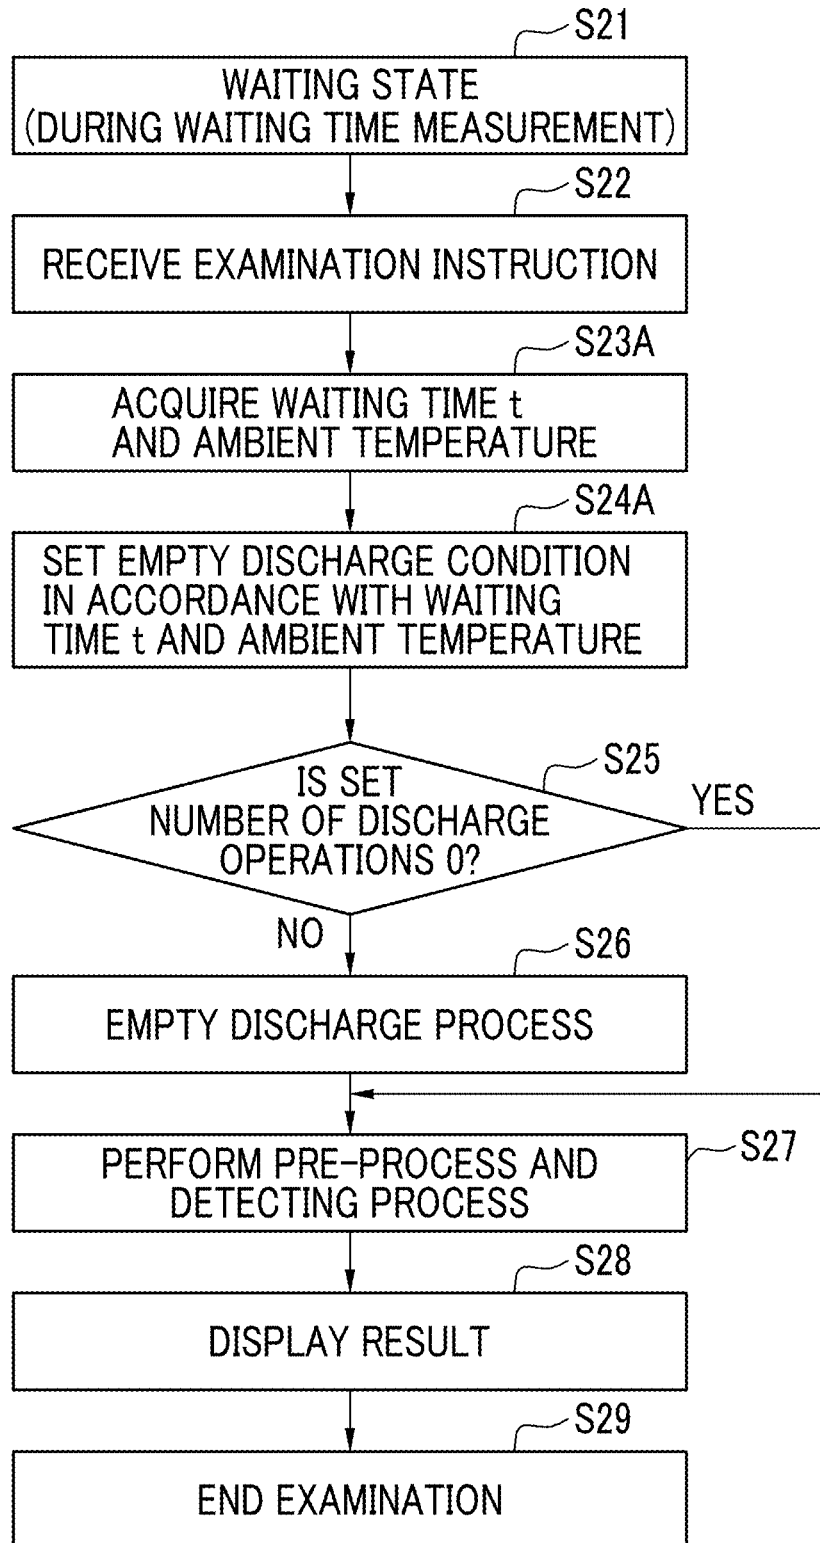 S21
WAITING STATE
(DURING WAITING TIME MEASUREMENT)
S22
RECEIVE EXAMINATION INSTRUCTION
S23A
ACQUIRE WAITING TIME t
AND AMBIENT TEMPERATURE
S24A
SET EMPTY DISCHARGE CONDITION
IN ACCORDANCE WITH WAITING
TIME t AND AMBIENT TEMPERATURE
S25
IS SET
NUMBER OF DISCHARGE
OPERATIONS 0?
YES
NO
S26
EMPTY DISCHARGE PROCESS
S27
PERFORM PRE-PROCESS AND
DETECTING PROCESS
S28
DISPLAY RESULT
S29
END EXAMINATION